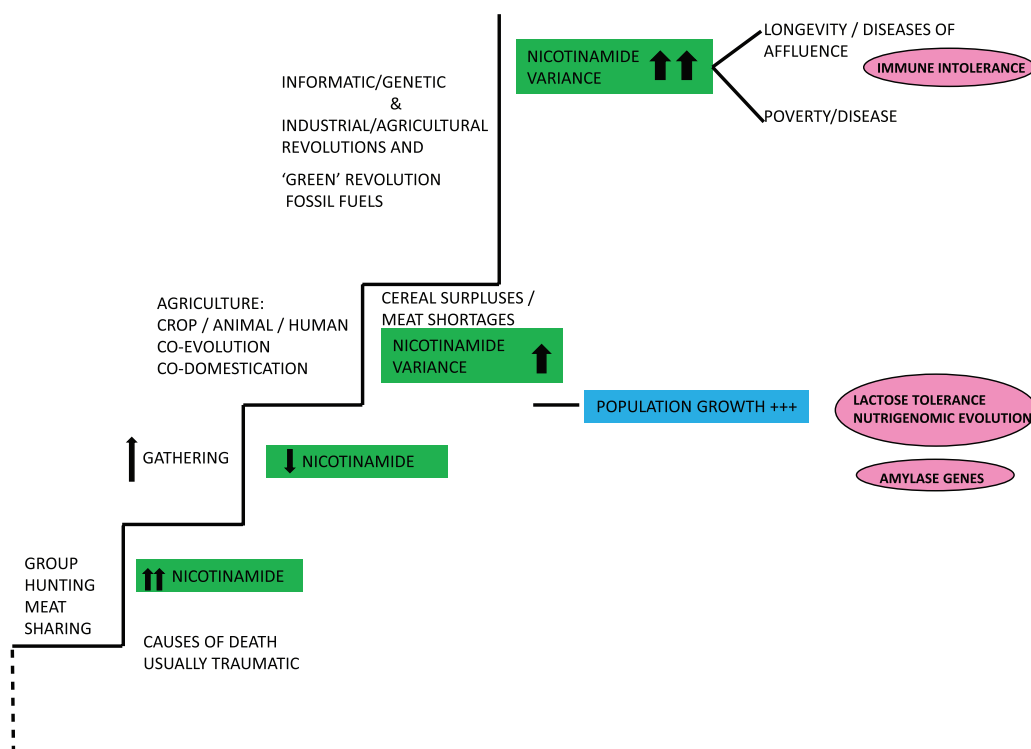 INFORMATIC/GENETIC
&
INDUSTRIAL/AGRICULTURAL
REVOLUTIONS AND
‘GREEN’ REVOLUTION
FOSSIL FUELS
NICOTINAMIDE
VARIANCE
LONGEVITY / DISEASES OF
AFFLUENCE
IMMUNE INTOLERANCE
POVERTY/DISEASE
AGRICULTURE:
CROP / ANIMAL / HUMAN
CO-EVOLUTION
CO-DOMESTICATION
CEREAL SURPLUSES /
MEAT SHORTAGES
NICOTINAMIDE
VARIANCE
POPULATION GROWTH +++
LACTOSE TOLERANCE
NUTRIGENOMIC EVOLUTION
AMYLASE GENES
GATHERING
NICOTINAMIDE
GROUP
HUNTING
MEAT
SHARING
NICOTINAMIDE
CAUSES OF DEATH
USUALLY TRAUMATIC